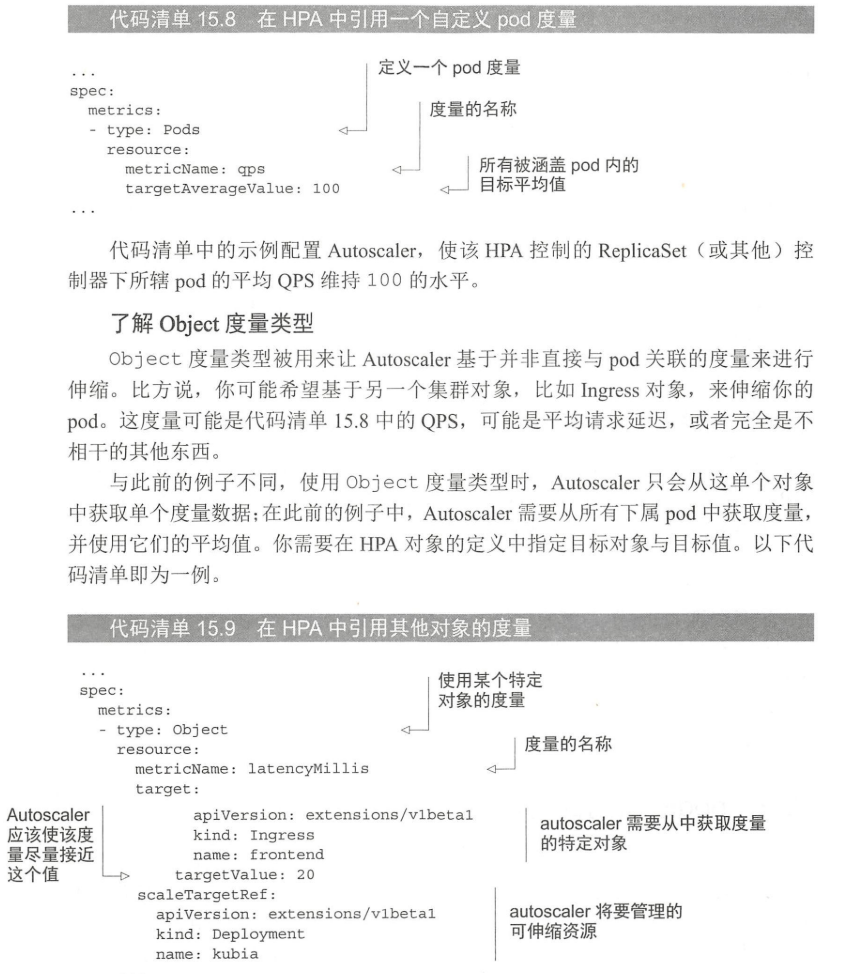 代码清单 15.8 在 HPA 中引用一个自定义 pod 度量
...
spec:
metrics:
- type: Pods
resource:
metricName: qps
targetAverageValue: 100
...
定义一个 pod 度量
度量的名称
所有被涵盖 pod 内的
目标平均值
代码清单中的示例配置 Autoscaler，使该 HPA 控制的 ReplicaSet（或其他）控
制器下所辖 pod 的平均 QPS 维持 100 的水平。
了解 Object 度量类型
Object 度量类型被用来让 Autoscaler 基于并非直接与 pod 关联的度量来进行
伸缩。比方说，你可能希望基于另一个集群对象，比如 Ingress 对象，来伸缩你的
pod。这度量可能是代码清单 15.8 中的 QPS，可能是平均请求延迟，或者完全是不
相干的其他东西。
与此前的例子不同，使用 Object 度量类型时，Autoscaler 只会从这单个对象
中获取单个度量数据;在此前的例子中，Autoscaler 需要从所有下属 pod 中获取度量，
并使用它们的平均值。你需要在 HPA 对象的定义中指定目标对象与目标值。以下代
码清单即为一例。
代码清单 15.9 在 HPA 中引用其他对象的度量
...
spec:
metrics:
- type: Object
resource:
metricName: latencyMillis
target:
apiVersion: extensions/v1beta1
kind: Ingress
name: frontend
targetValue: 20
scaleTargetRef:
apiVersion: extensions/v1beta1
kind: Deployment
name: kubia
使用某个特定
对象的度量
度量的名称
autoscaler 需要从中获取度量
的特定对象
Autoscaler
应该使该度
量尽量接近
这个值
autoscaler 将要管理的
可伸缩资源